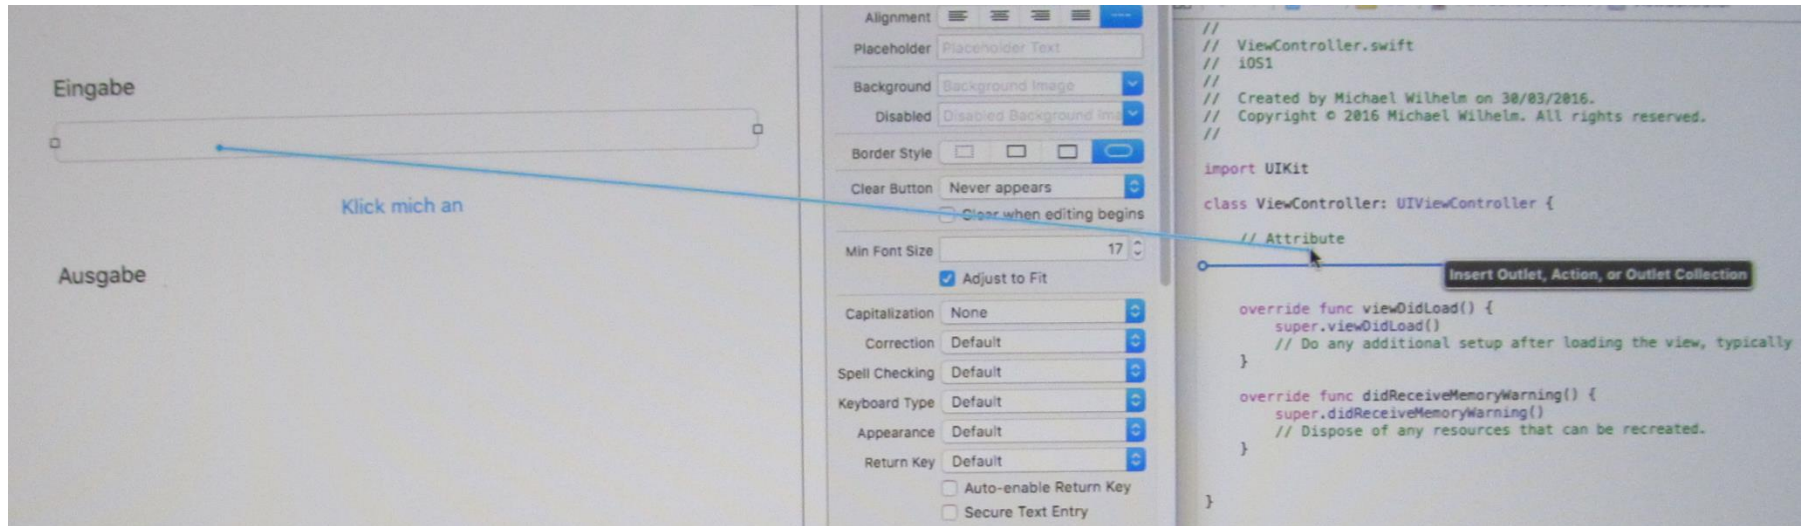 Eingabe
Klick mich an
Ausgabe
Alignment
Placeholder Placeholder Text
Background Background Image
Disabled Disabled Background Ima
Border Style
Clear Button Never appears
Clear when editing begins
Min Font Size 17
Adjust to Fit
Capitalization None
Correction Default
Spell Checking Default
Keyboard Type Default
Appearance Default
Return Key Default
Auto-enable Return Key
Secure Text Entry
//
// ViewController.swift
// iOS1
//
// Created by Michael Wilhelm on 30/03/2016.
// Copyright © 2016 Michael Wilhelm. All rights reserved.
//
import UIKit
class ViewController: UIViewController {
// Attribute
Insert Outlet, Action, or Outlet Collection
override func viewDidLoad() {
super.viewDidLoad()
// Do any additional setup after loading the view, typically
}
override func didReceiveMemoryWarning() {
super.didReceiveMemoryWarning()
// Dispose of any resources that can be recreated.
}
}